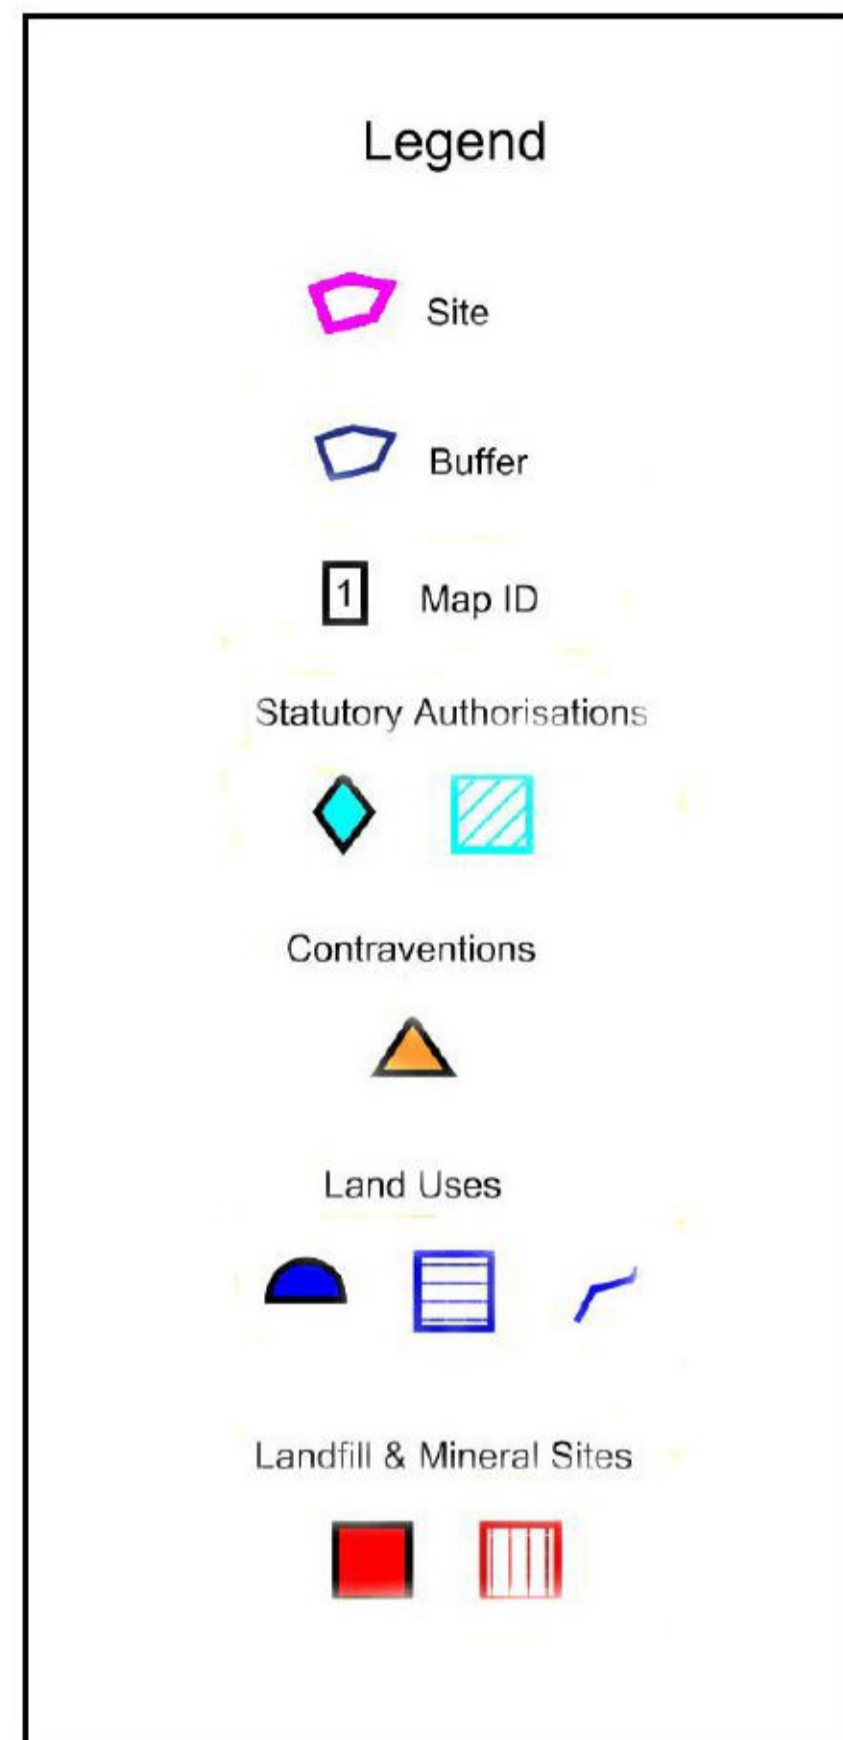 Legend
Site
Buffer
1 Map ID
Statutory Authorisations
Contraventions
Land Uses
Landfill & Mineral Sites